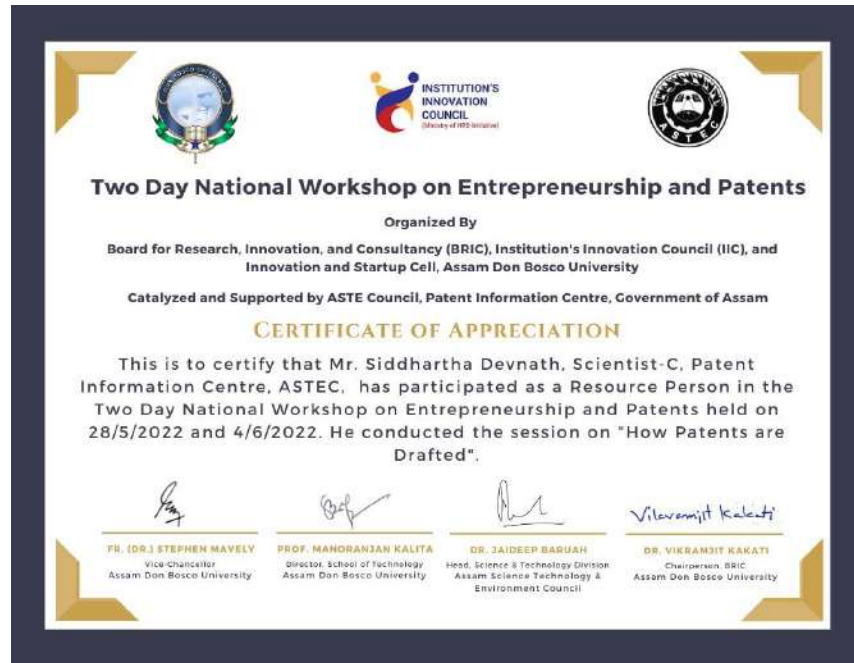 INSTITUTION'S
INNOVATION
COUNCIL
(Ministry of HRD Initiative)
ASTEC
Two Day National Workshop on Entrepreneurship and Patents
Organized By
Board for Research, Innovation, and Consultancy (BRIC), Institution's Innovation Council (IIC), and
Innovation and Startup Cell, Assam Don Bosco University
Catalyzed and Supported by ASTE Council, Patent Information Centre, Government of Assam
CERTIFICATE OF APPRECIATION
This is to certify that Mr. Siddhartha Devnath, Scientist-C, Patent
Information Centre, ASTEC, has participated as a Resource Person in the
Two Day National Workshop on Entrepreneurship and Patents held on
28/5/2022 and 4/6/2022. He conducted the session on "How Patents are
Drafted".
FR. (DR.) STEPHEN MAVELY
Vice-Chancellor
Assam Don Bosco University
PROF. MANORANJAN KALITA
Director, School of Technology
Assam Don Bosco University
DR. JAIDEEP BARUAH
Head, Science & Technology Division
Assam Science Technology &
Environment Council
Kakati
DR. VIKRAMJIT KAKATI
Chairperson, BRIC
Assam Don Bosco University